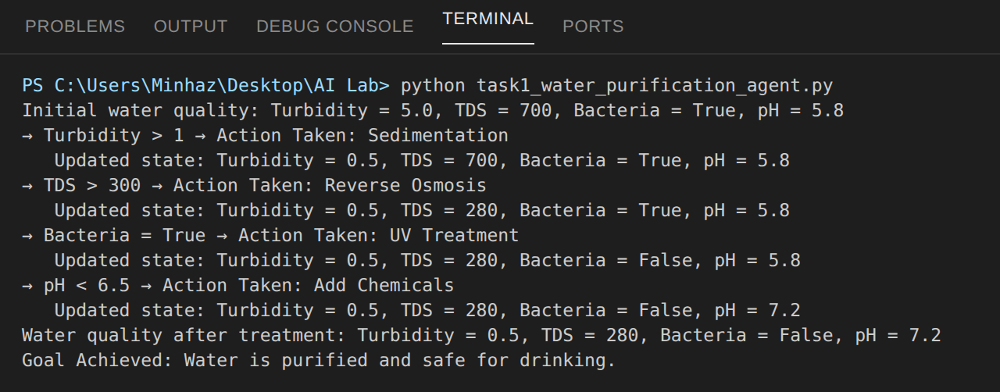 PROBLEMS OUTPUT DEBUG CONSOLE TERMINAL PORTS
PS C:\Users\Minhaz\Desktop\AI Lab> python task1_water_purification_agent.py
Initial water quality: Turbidity = 5.0, TDS = 700, Bacteria = True, pH = 5.8
→ Turbidity > 1 → Action Taken: Sedimentation
   Updated state: Turbidity = 0.5, TDS = 700, Bacteria = True, pH = 5.8
→ TDS > 300 → Action Taken: Reverse Osmosis
   Updated state: Turbidity = 0.5, TDS = 280, Bacteria = True, pH = 5.8
→ Bacteria = True → Action Taken: UV Treatment
   Updated state: Turbidity = 0.5, TDS = 280, Bacteria = False, pH = 5.8
→ pH < 6.5 → Action Taken: Add Chemicals
   Updated state: Turbidity = 0.5, TDS = 280, Bacteria = False, pH = 7.2
Water quality after treatment: Turbidity = 0.5, TDS = 280, Bacteria = False, pH = 7.2
Goal Achieved: Water is purified and safe for drinking.